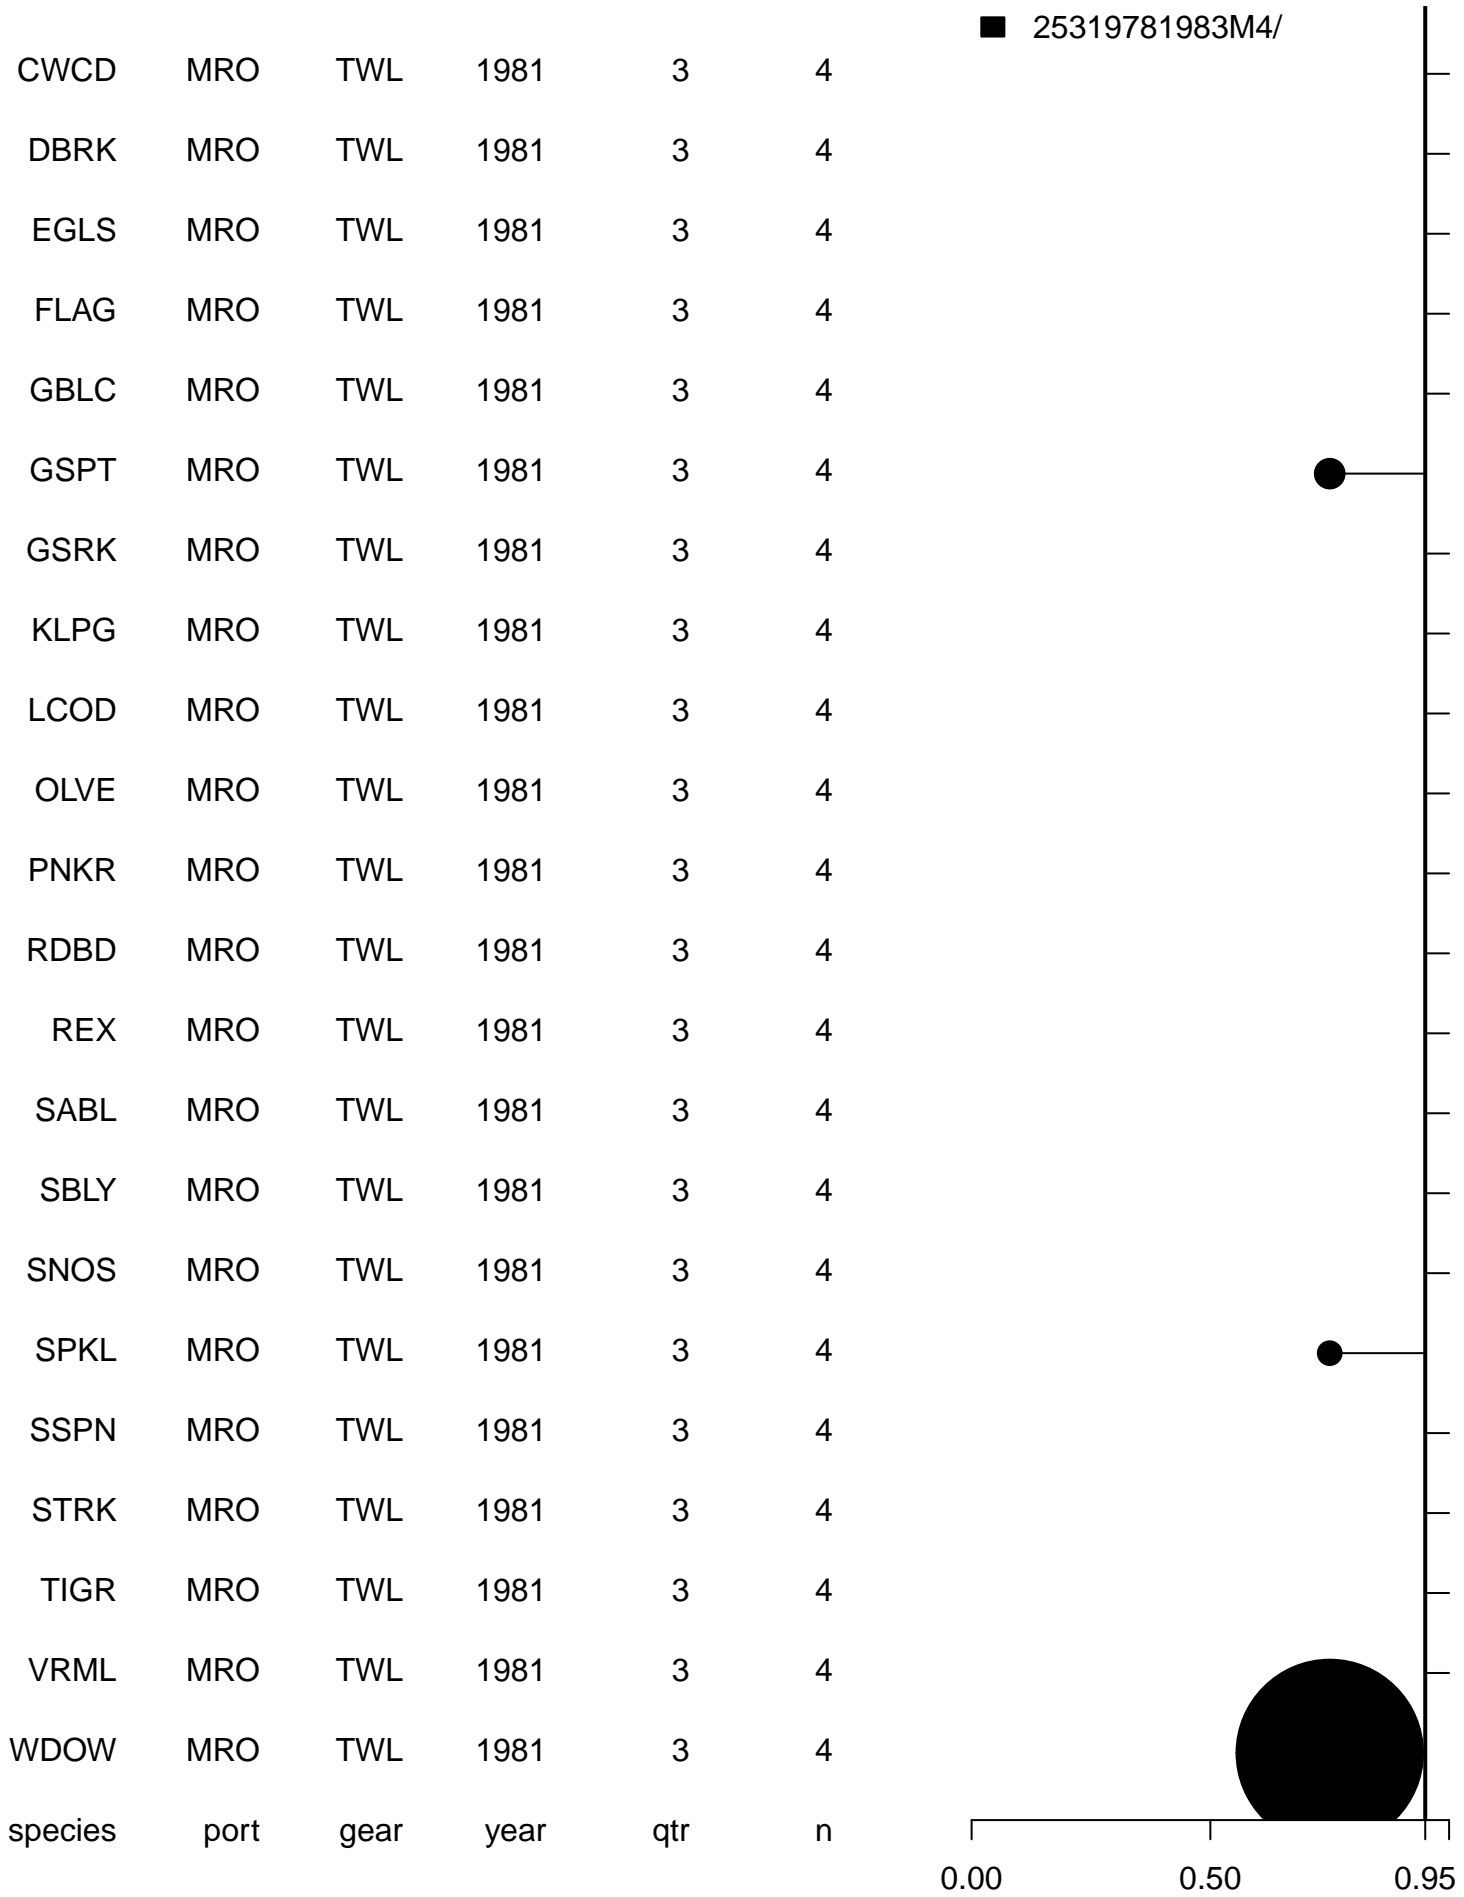 25319781983M4/
CWCD MRO TWL 1981 3 4
DBRK MRO TWL 1981 3 4
EGLS MRO TWL 1981 3 4
FLAG MRO TWL 1981 3 4
GBLC MRO TWL 1981 3 4
GSPT MRO TWL 1981 3 4
GSRK MRO TWL 1981 3 4
KLPG MRO TWL 1981 3 4
LCOD MRO TWL 1981 3 4
OLVE MRO TWL 1981 3 4
PNKR MRO TWL 1981 3 4
RDBD MRO TWL 1981 3 4
REX MRO TWL 1981 3 4
SABL MRO TWL 1981 3 4
SBLY MRO TWL 1981 3 4
SNOS MRO TWL 1981 3 4
SPKL MRO TWL 1981 3 4
SSPN MRO TWL 1981 3 4
STRK MRO TWL 1981 3 4
TIGR MRO TWL 1981 3 4
VRML MRO TWL 1981 3 4
WDOW MRO TWL 1981 3 4
species port gear year qtr n
0.00 0.50 0.95